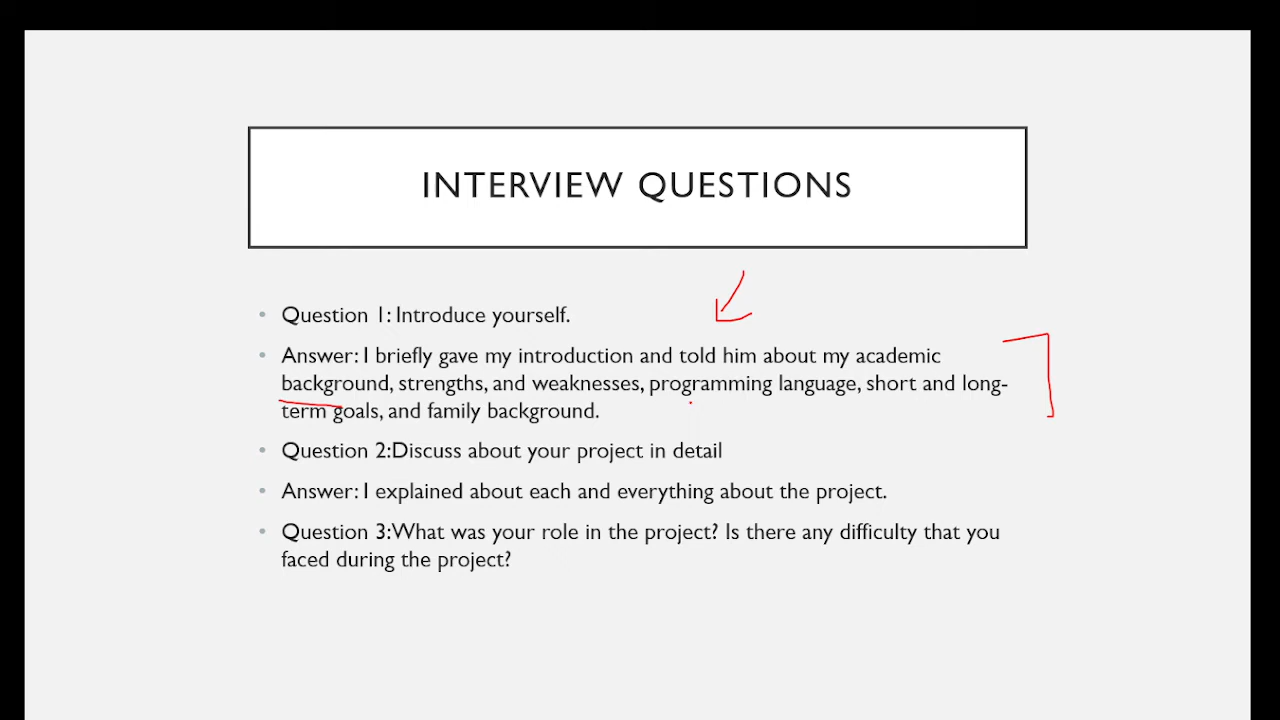 INTERVIEW QUESTIONS
• Question 1: Introduce yourself.
• Answer: I briefly gave my introduction and told him about my academic
background, strengths, and weaknesses, programming language, short and long-
term goals, and family background.
• Question 2:Discuss about your project in detail
• Answer: I explained about each and everything about the project.
• Question 3:What was your role in the project? Is there any difficulty that you
faced during the project?